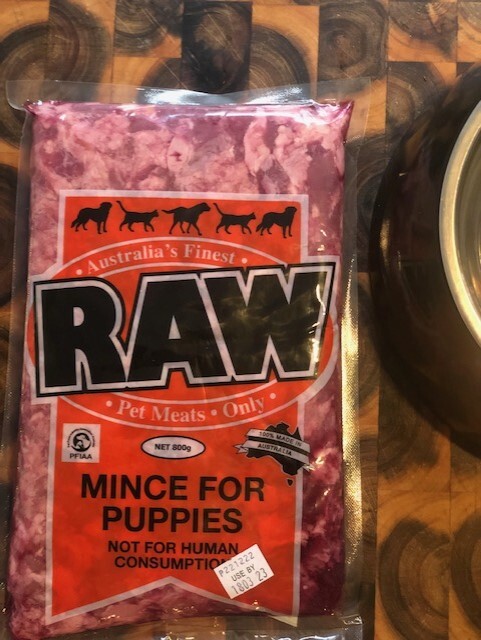 Australia's Finest
RAW
Pet Meats • Only
PFIAA
NET 800g
100% MADE IN
AUSTRALIA
MINCE FOR
PUPPIES
NOT FOR HUMAN
CONSUMPTION
P221222
USE BY
1803 23